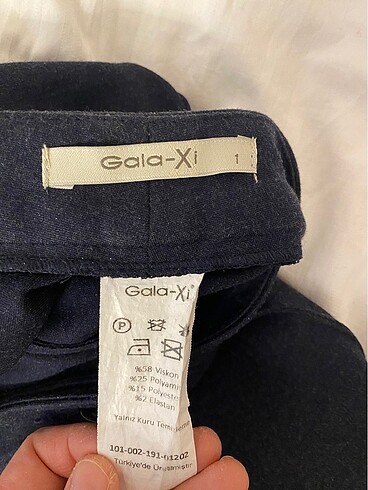 Gala-Xi 1
Gala-Xi
P
%58 Viskon
%25 Polyamid
%15 Polyester
%2 Elastan
Yalnız Kuru Temizleme
101-002-191-01202
Türkiye'de Üretilmiştir